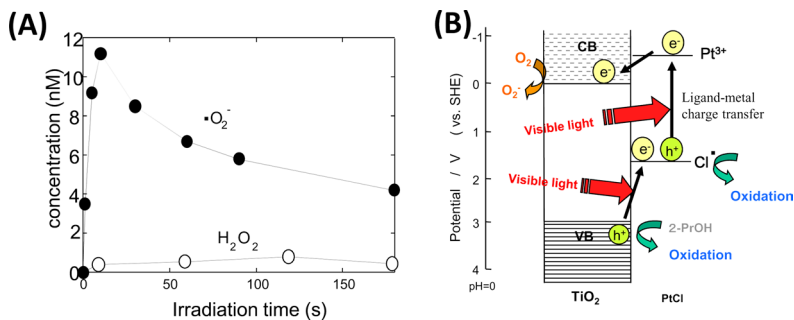 (A)
12
10
8
6
4
2
0
concentration (nM)
·O₂⁻
H₂O₂
0
50
100
150
Irradiation time (s)
(B)
-1
0
1
2
3
4
pH=0
Potential / V ( vs. SHE)
CB
e⁻
e⁻
Pt³⁺
O₂
O₂⁻
Visible light
Ligand-metal
charge transfer
e⁻
h⁺
Cl·
Oxidation
Visible light
VB
h⁺
2-PrOH
Oxidation
TiO₂
PtCl